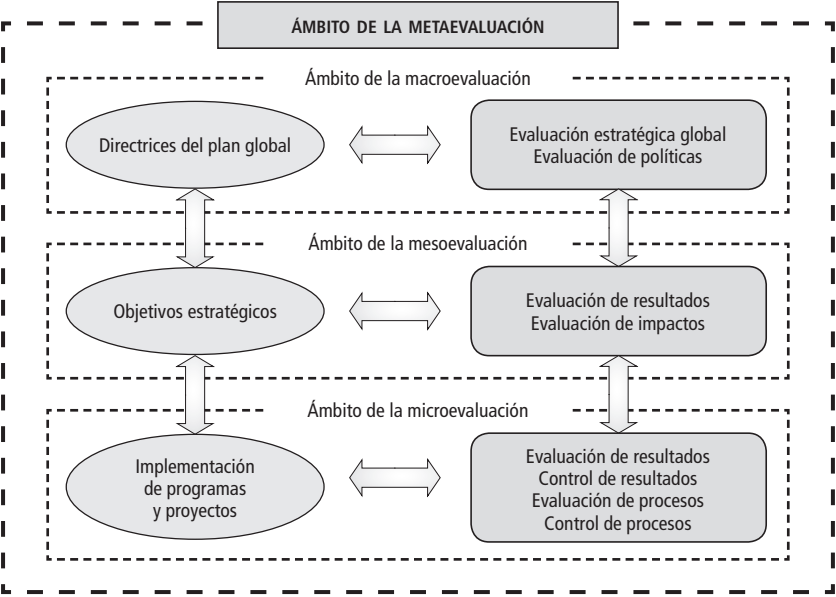 ÁMBITO DE LA METAEVALUACIÓN
Ámbito de la macroevaluación
Directrices del plan global
Evaluación estratégica global
Evaluación de políticas
Ámbito de la mesoevaluación
Objetivos estratégicos
Evaluación de resultados
Evaluación de impactos
Ámbito de la microevaluación
Implementación
de programas
y proyectos
Evaluación de resultados
Control de resultados
Evaluación de procesos
Control de procesos